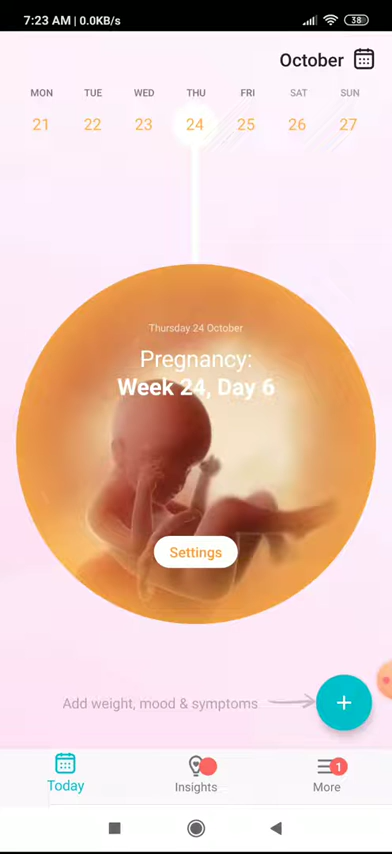 7:23 AM | 0.0KB/s 38
October
MON TUE WED THU FRI SAT SUN
21 22 23 24 25 26 27
Thursday 24 October
Pregnancy:
Week 24, Day 6
Settings
Add weight, mood & symptoms +
1
Today Insights More